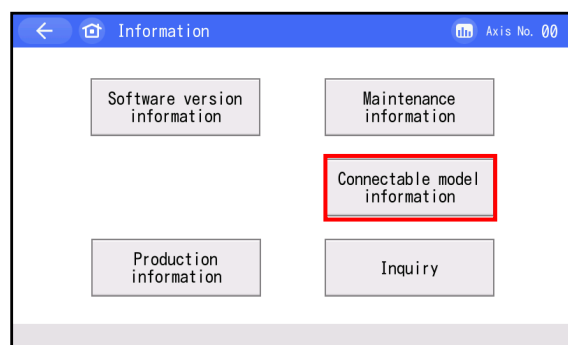 Information
Axis No. 00
Software version
information
Maintenance
information
Connectable model
information
Production
information
Inquiry